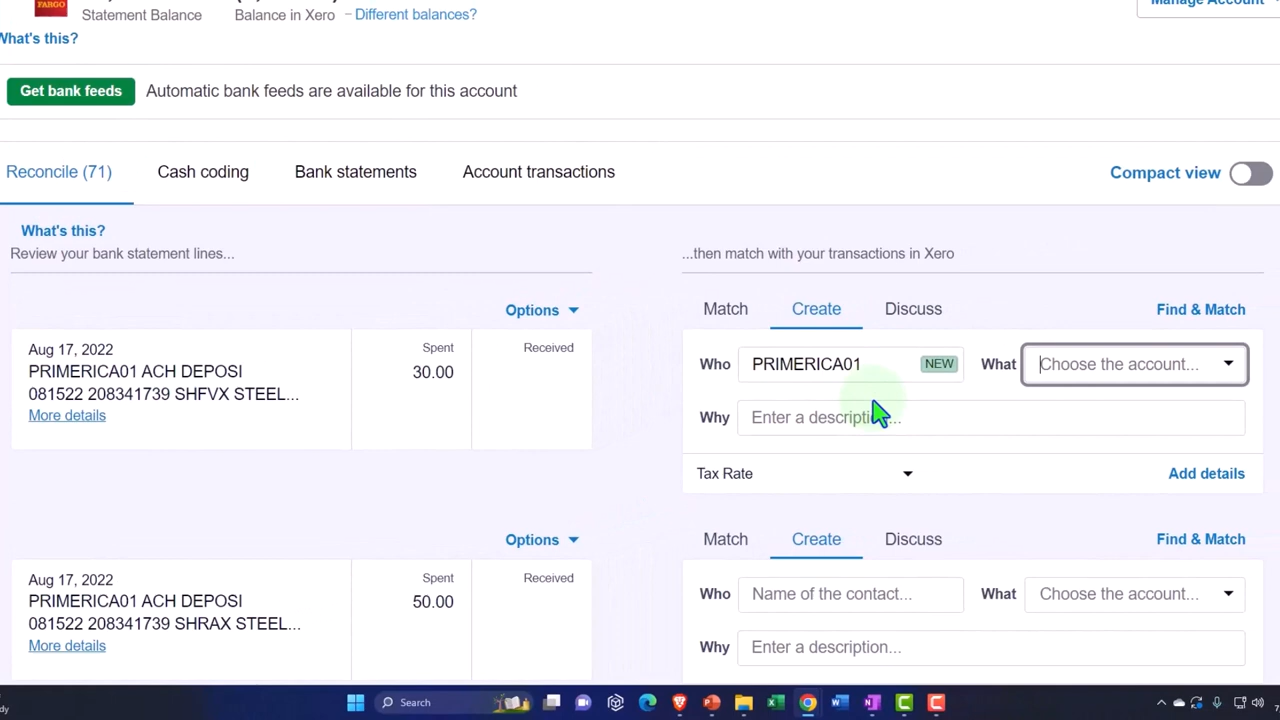 FARGO
Statement Balance
Balance in Xero - Different balances?
Manage Account
What's this?
Get bank feeds Automatic bank feeds are available for this account
Reconcile (71) Cash coding Bank statements Account transactions Compact view
What's this?
Review your bank statement lines...
...then match with your transactions in Xero
Options
Match Create Discuss Find & Match
Aug 17, 2022 Spent Received
PRIMERICA01 ACH DEPOSI 30.00
081522 208341739 SHFVX STEEL...
More details
Who PRIMERICA01 NEW What Choose the account...
Why Enter a description...
Tax Rate Add details
Options
Match Create Discuss Find & Match
Aug 17, 2022 Spent Received
PRIMERICA01 ACH DEPOSI 50.00
081522 208341739 SHRAX STEEL...
More details
Who Name of the contact... What Choose the account...
Why Enter a description...
Search